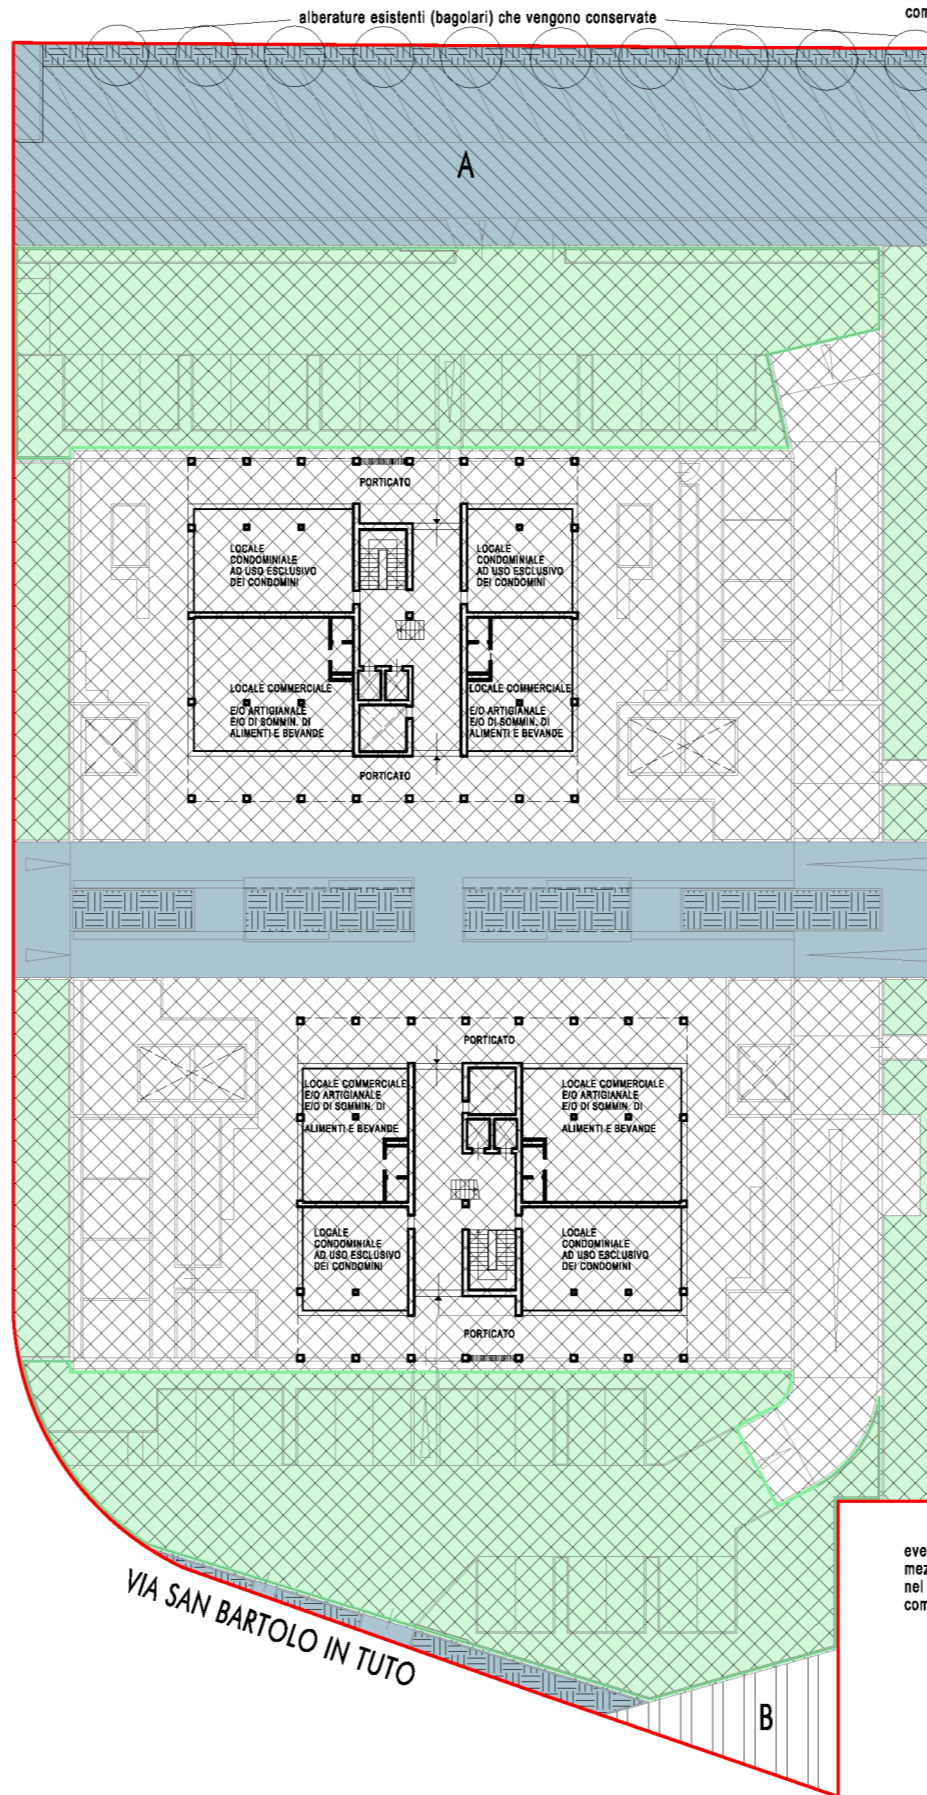 alberature esistenti (bagolari) che vengono conservate
A
PORTICATO
LOCALE
CONDOMINIALE
AD USO ESCLUSIVO
DEI CONDOMINI
LOCALE
CONDOMINIALE
AD USO ESCLUSIVO
DEI CONDOMINI
LOCALE COMMERCIALE
E/O ARTIGIANALE
E/O DI SOMMIN. DI
ALIMENTI E BEVANDE
LOCALE COMMERCIALE
E/O ARTIGIANALE
E/O DI SOMMIN. DI
ALIMENTI E BEVANDE
PORTICATO
PORTICATO
LOCALE COMMERCIALE
E/O ARTIGIANALE
E/O DI SOMMIN. DI
ALIMENTI E BEVANDE
LOCALE COMMERCIALE
E/O ARTIGIANALE
E/O DI SOMMIN. DI
ALIMENTI E BEVANDE
LOCALE
CONDOMINIALE
AD USO ESCLUSIVO
DEI CONDOMINI
LOCALE
CONDOMINIALE
AD USO ESCLUSIVO
DEI CONDOMINI
PORTICATO
nel
VIA SAN BARTOLO IN TUTO
B